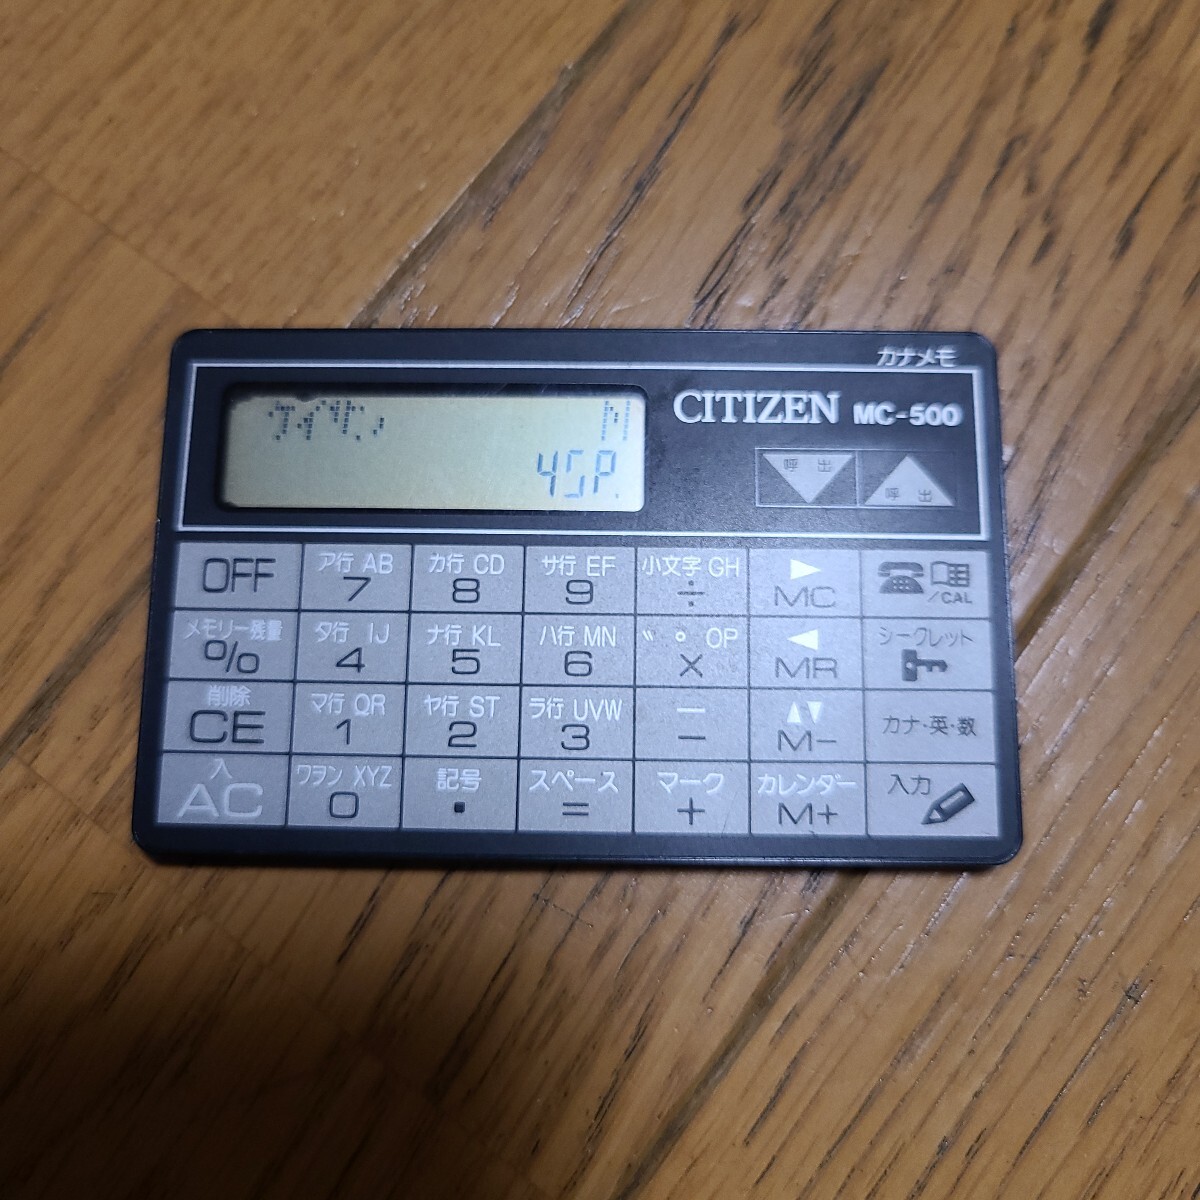 カナメモ
CITIZEN MC-500
呼出 呼出
N
45P.
OFF ア行 AB カ行 CD サ行 EF 小文字 GH ▶
7 8 9 ÷ MC /CAL
メモリー残量 タ行 IJ ナ行 KL ハ行 MN ゛ ゜ OP ◀ シークレット
% 4 5 6 × MR
削除 マ行 QR ヤ行 ST ラ行 UVW ー ▲▼ カナ・英・数
CE 1 2 3 − M−
入 ワヲン XYZ 記号 スペース マーク カレンダー 入力
AC 0 ・ = + M+